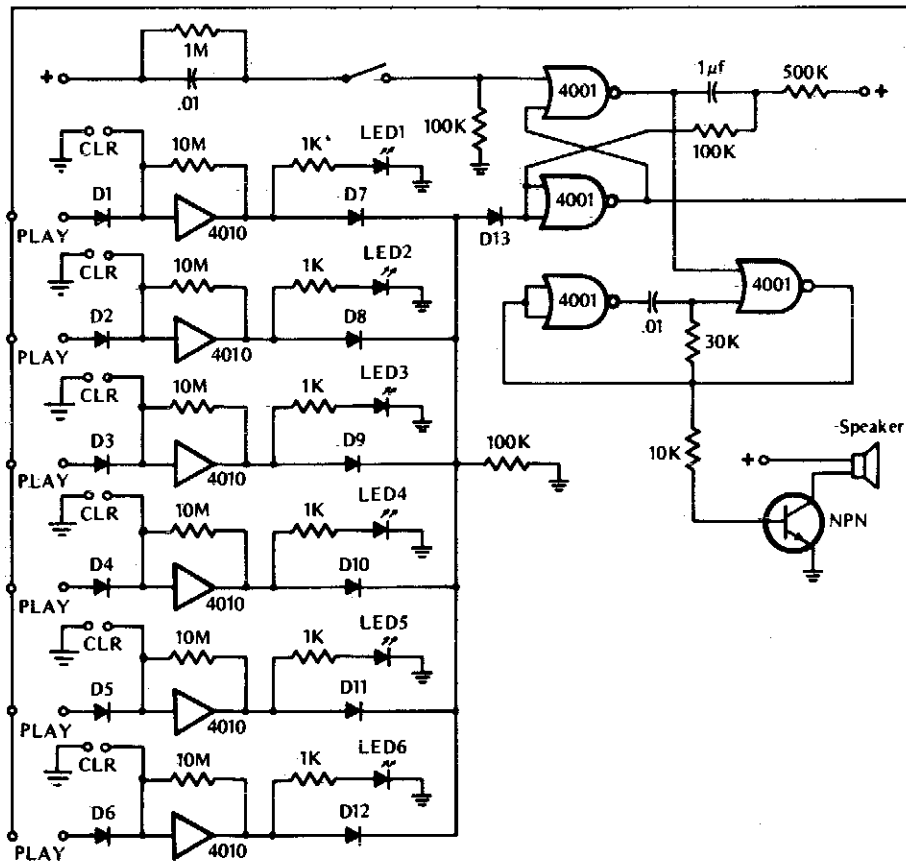 1M
+
.01
4001
1µf
500K
+
100K
100K
CLR
10M
1K
LED1
D1
4010
D7
D13
4001
PLAY
CLR
10M
1K
LED2
D2
4010
D8
PLAY
4001
.01
4001
30K
CLR
10M
1K
LED3
D3
4010
D9
PLAY
100K
10K
Speaker
+
NPN
CLR
10M
1K
LED4
D4
4010
D10
PLAY
CLR
10M
1K
LED5
D5
4010
D11
PLAY
CLR
10M
1K
LED6
D6
4010
D12
PLAY